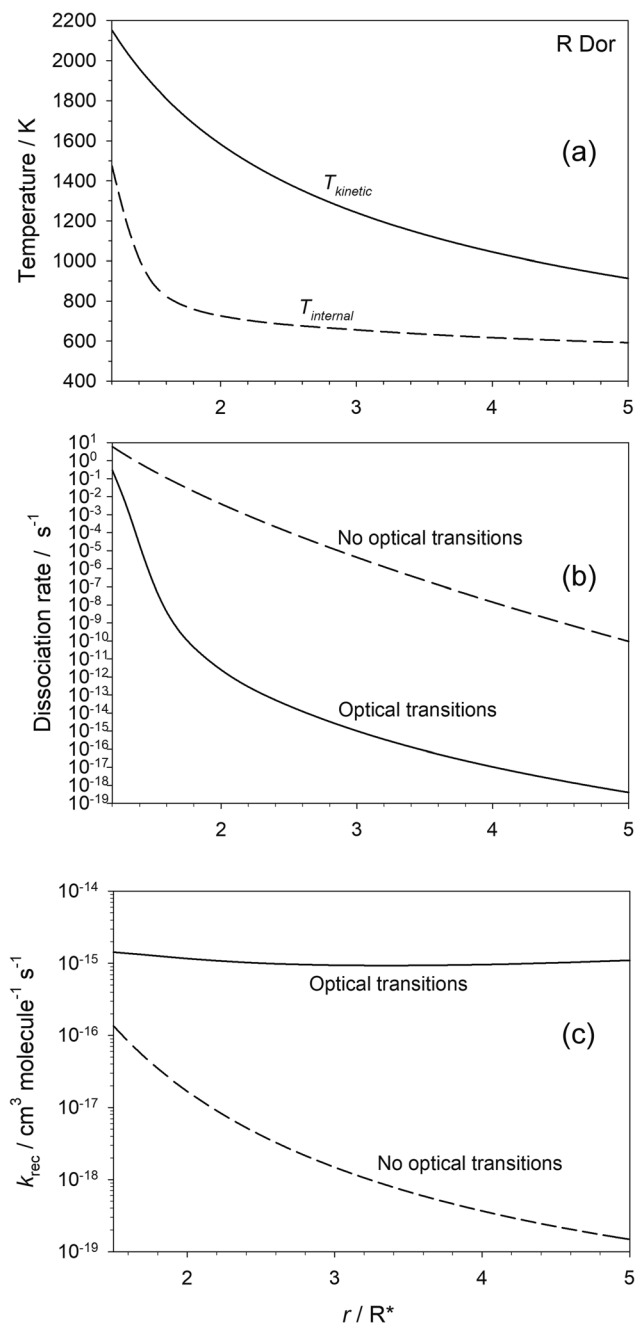 2200
2000
1800
1600
1400
1200
1000
800
600
400
Temperature / K
R Dor
(a)
T_kinetic
T_internal
2 3 4 5
10^1
10^0
10^-1
10^-2
10^-3
10^-4
10^-5
10^-6
10^-7
10^-8
10^-9
10^-10
10^-11
10^-12
10^-13
10^-14
10^-15
10^-16
10^-17
10^-18
10^-19
Dissociation rate / s^-1
No optical transitions
(b)
Optical transitions
2 3 4 5
10^-14
10^-15
10^-16
10^-17
10^-18
10^-19
k_rec / cm^3 molecule^-1 s^-1
Optical transitions
(c)
No optical transitions
2 3 4 5
r / R*